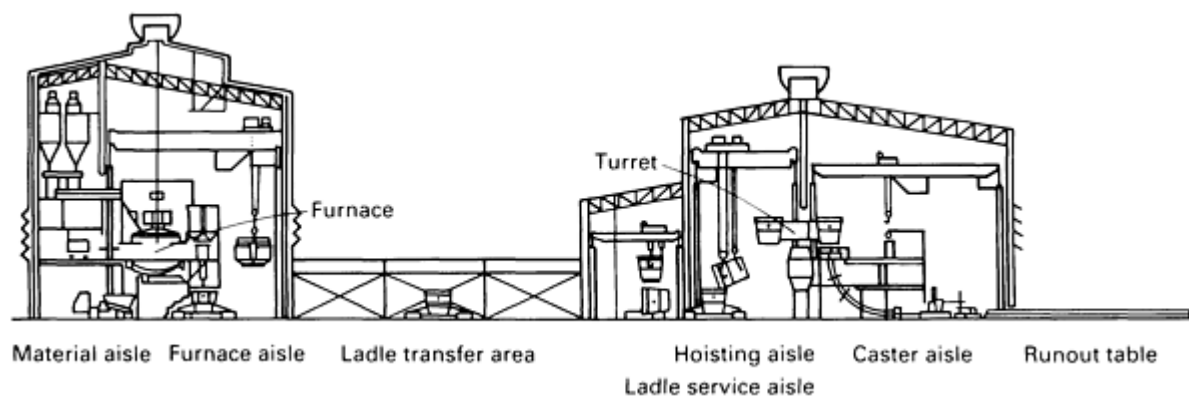 Turret
Furnace
Material aisle Furnace aisle Ladle transfer area Hoisting aisle Caster aisle Runout table
Ladle service aisle